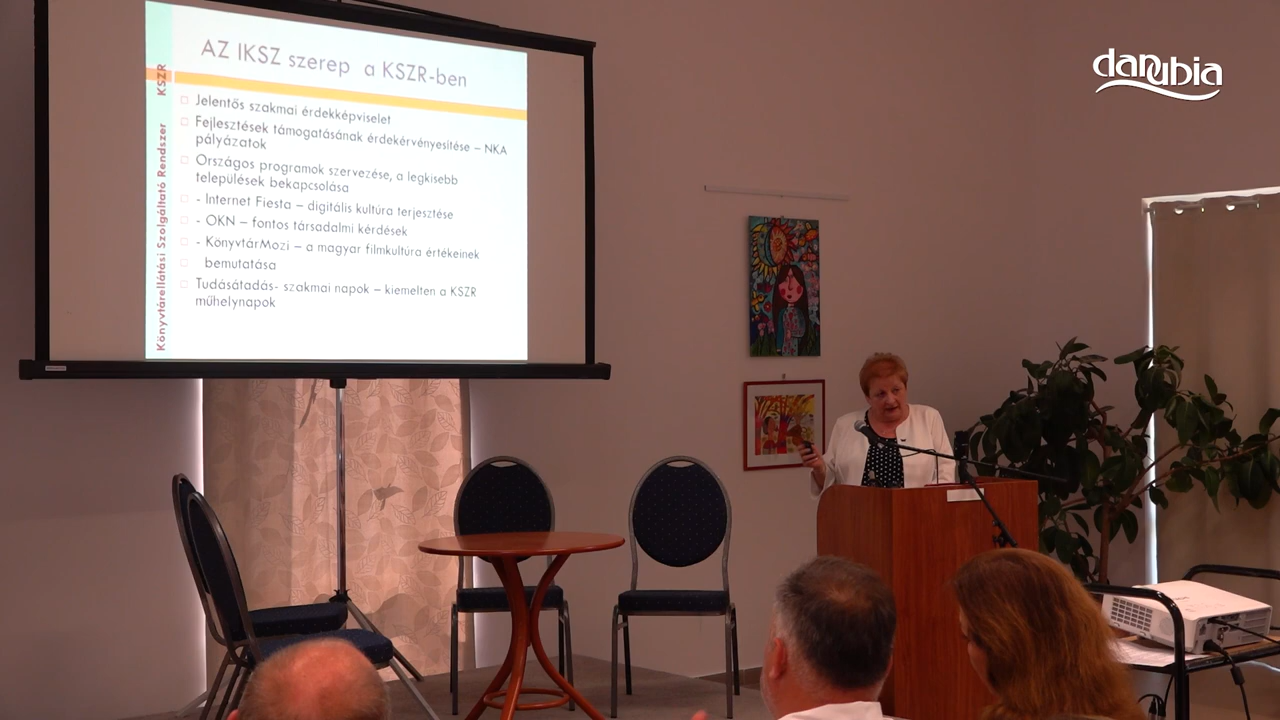 danubia
AZ IKSZ szerep a KSZR-ben
KSZR
Könyvtárellátási Szolgáltató Rendszer
Jelentős szakmai érdekképviselet
Fejlesztések támogatásának érdekérvényesítése – NKA
pályázatok
Országos programok szervezése, a legkisebb
települések bekapcsolása
- Internet Fiesta – digitális kultúra terjesztése
- OKN – fontos társadalmi kérdések
- KönyvtárMozi – a magyar filmkultúra értékeinek
bemutatása
Tudásátadás- szakmai napok – kiemelten a KSZR
műhelynapok